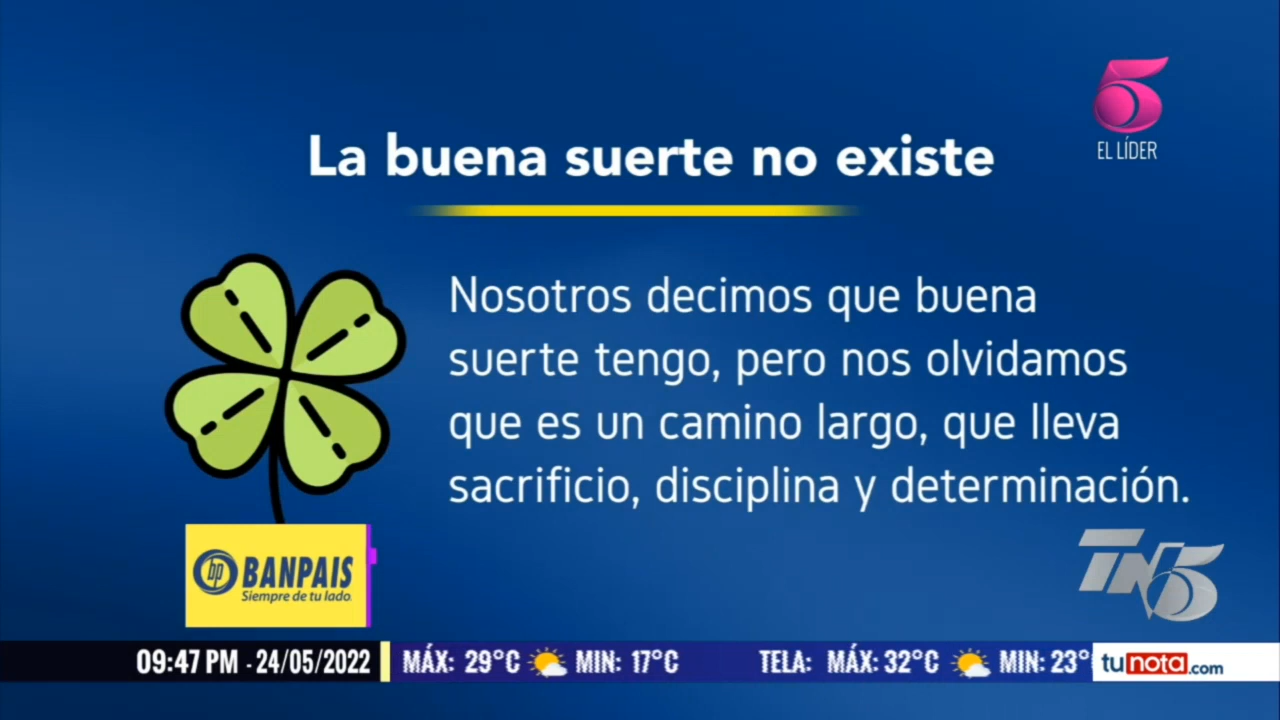 5
EL LÍDER
La buena suerte no existe
Nosotros decimos que buena
suerte tengo, pero nos olvidamos
que es un camino largo, que lleva
sacrificio, disciplina y determinación.
bp BANPAIS
Siempre de tu lado.
TN5
09:47 PM - 24/05/2022 MÁX: 29°C MIN: 17°C TELA: MÁX: 32°C MIN: 23° tunota.com